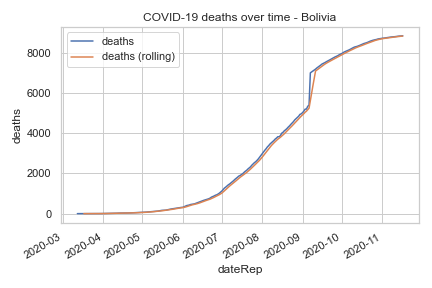 COVID-19 deaths over time - Bolivia
deaths
deaths (rolling)
deaths
8000
6000
4000
2000
0
2020-03
2020-04
2020-05
2020-06
2020-07
2020-08
2020-09
2020-10
2020-11
dateRep